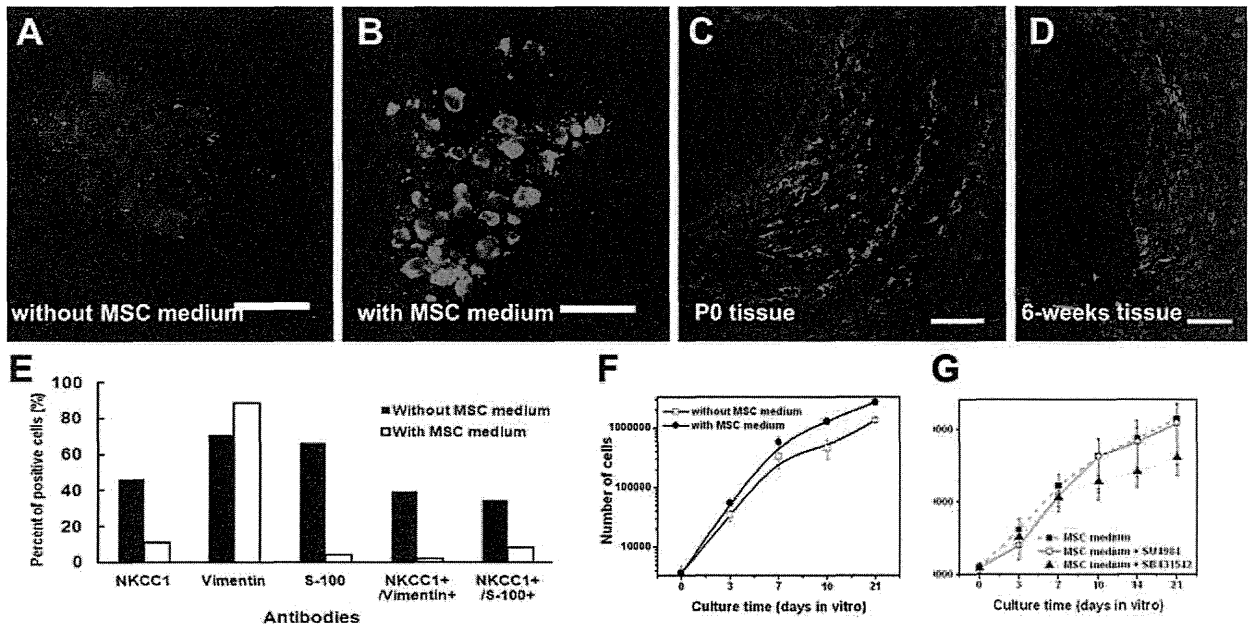 A
B
C
D
without MSC medium
with MSC medium
P0 tissue
6-weeks tissue
E
Percent of positive cells (%)
100
80
60
40
20
0
Without MSC medium
With MSC medium
NKCC1
Vimentin
S-100
NKCC1+
/Vimentin+
NKCC1+
/S-100+
Antibodies
F
Number of cells
1000000
100000
10000
without MSC medium
with MSC medium
0
3
7
10
21
Culture time (days in vitro)
G
MSC medium
MSC medium +
MSC medium + SB431542
0
3
7
10
14
21
Culture time (days in vitro)